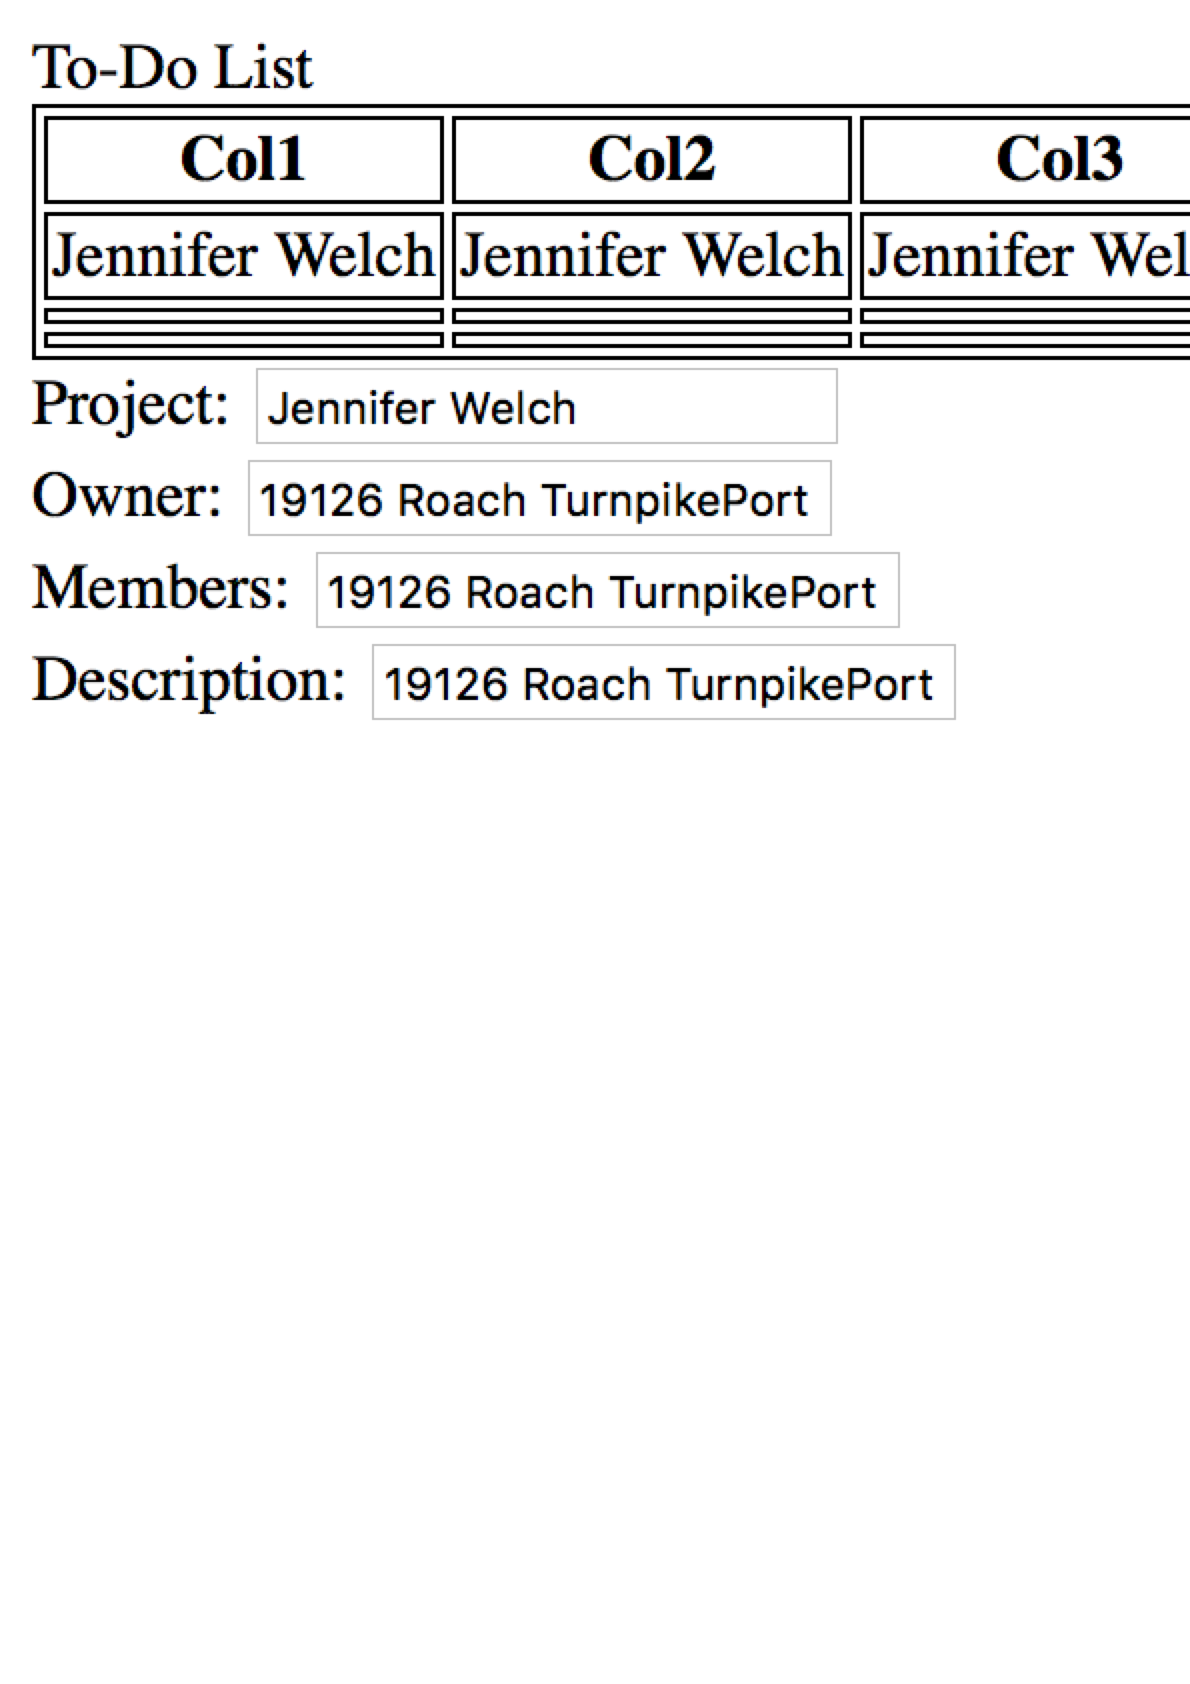 To-Do List
Col1 Col2 Col3
Jennifer Welch Jennifer Welch Jennifer Wel
Project: Jennifer Welch
Owner: 19126 Roach TurnpikePort
Members: 19126 Roach TurnpikePort
Description: 19126 Roach TurnpikePort